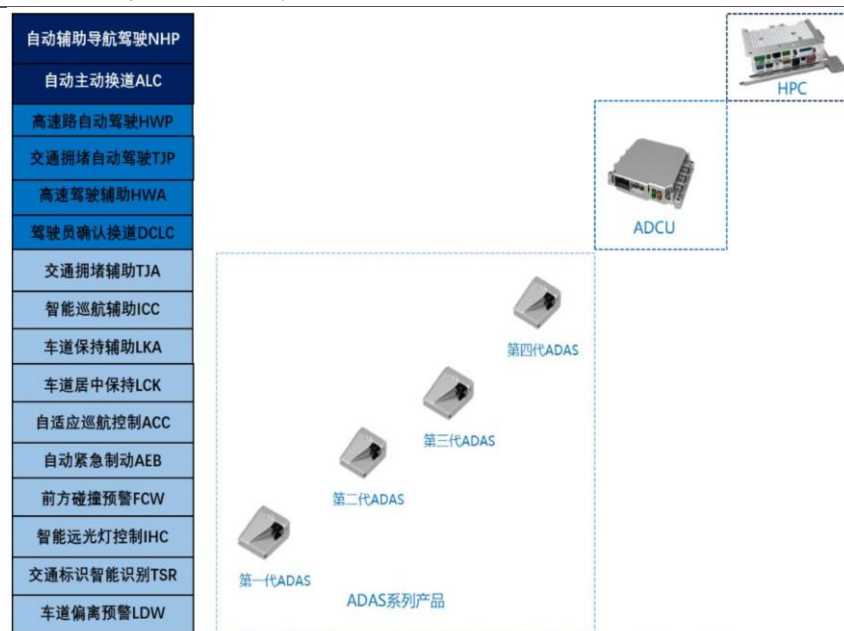 自动辅助导航驾驶NHP
自动主动换道ALC
高速路自动驾驶HWP
交通拥堵自动驾驶TJP
高速驾驶辅助HWA
驾驶员确认换道DCLC
交通拥堵辅助TJA
智能巡航辅助ICC
车道保持辅助LKA
车道居中保持LCK
自适应巡航控制ACC
自动紧急制动AEB
前方碰撞预警FCW
智能远光灯控制IHC
交通标识智能识别TSR
车道偏离预警LDW
HPC
ADCU
第四代ADAS
第三代ADAS
第二代ADAS
第一代ADAS
ADAS系列产品